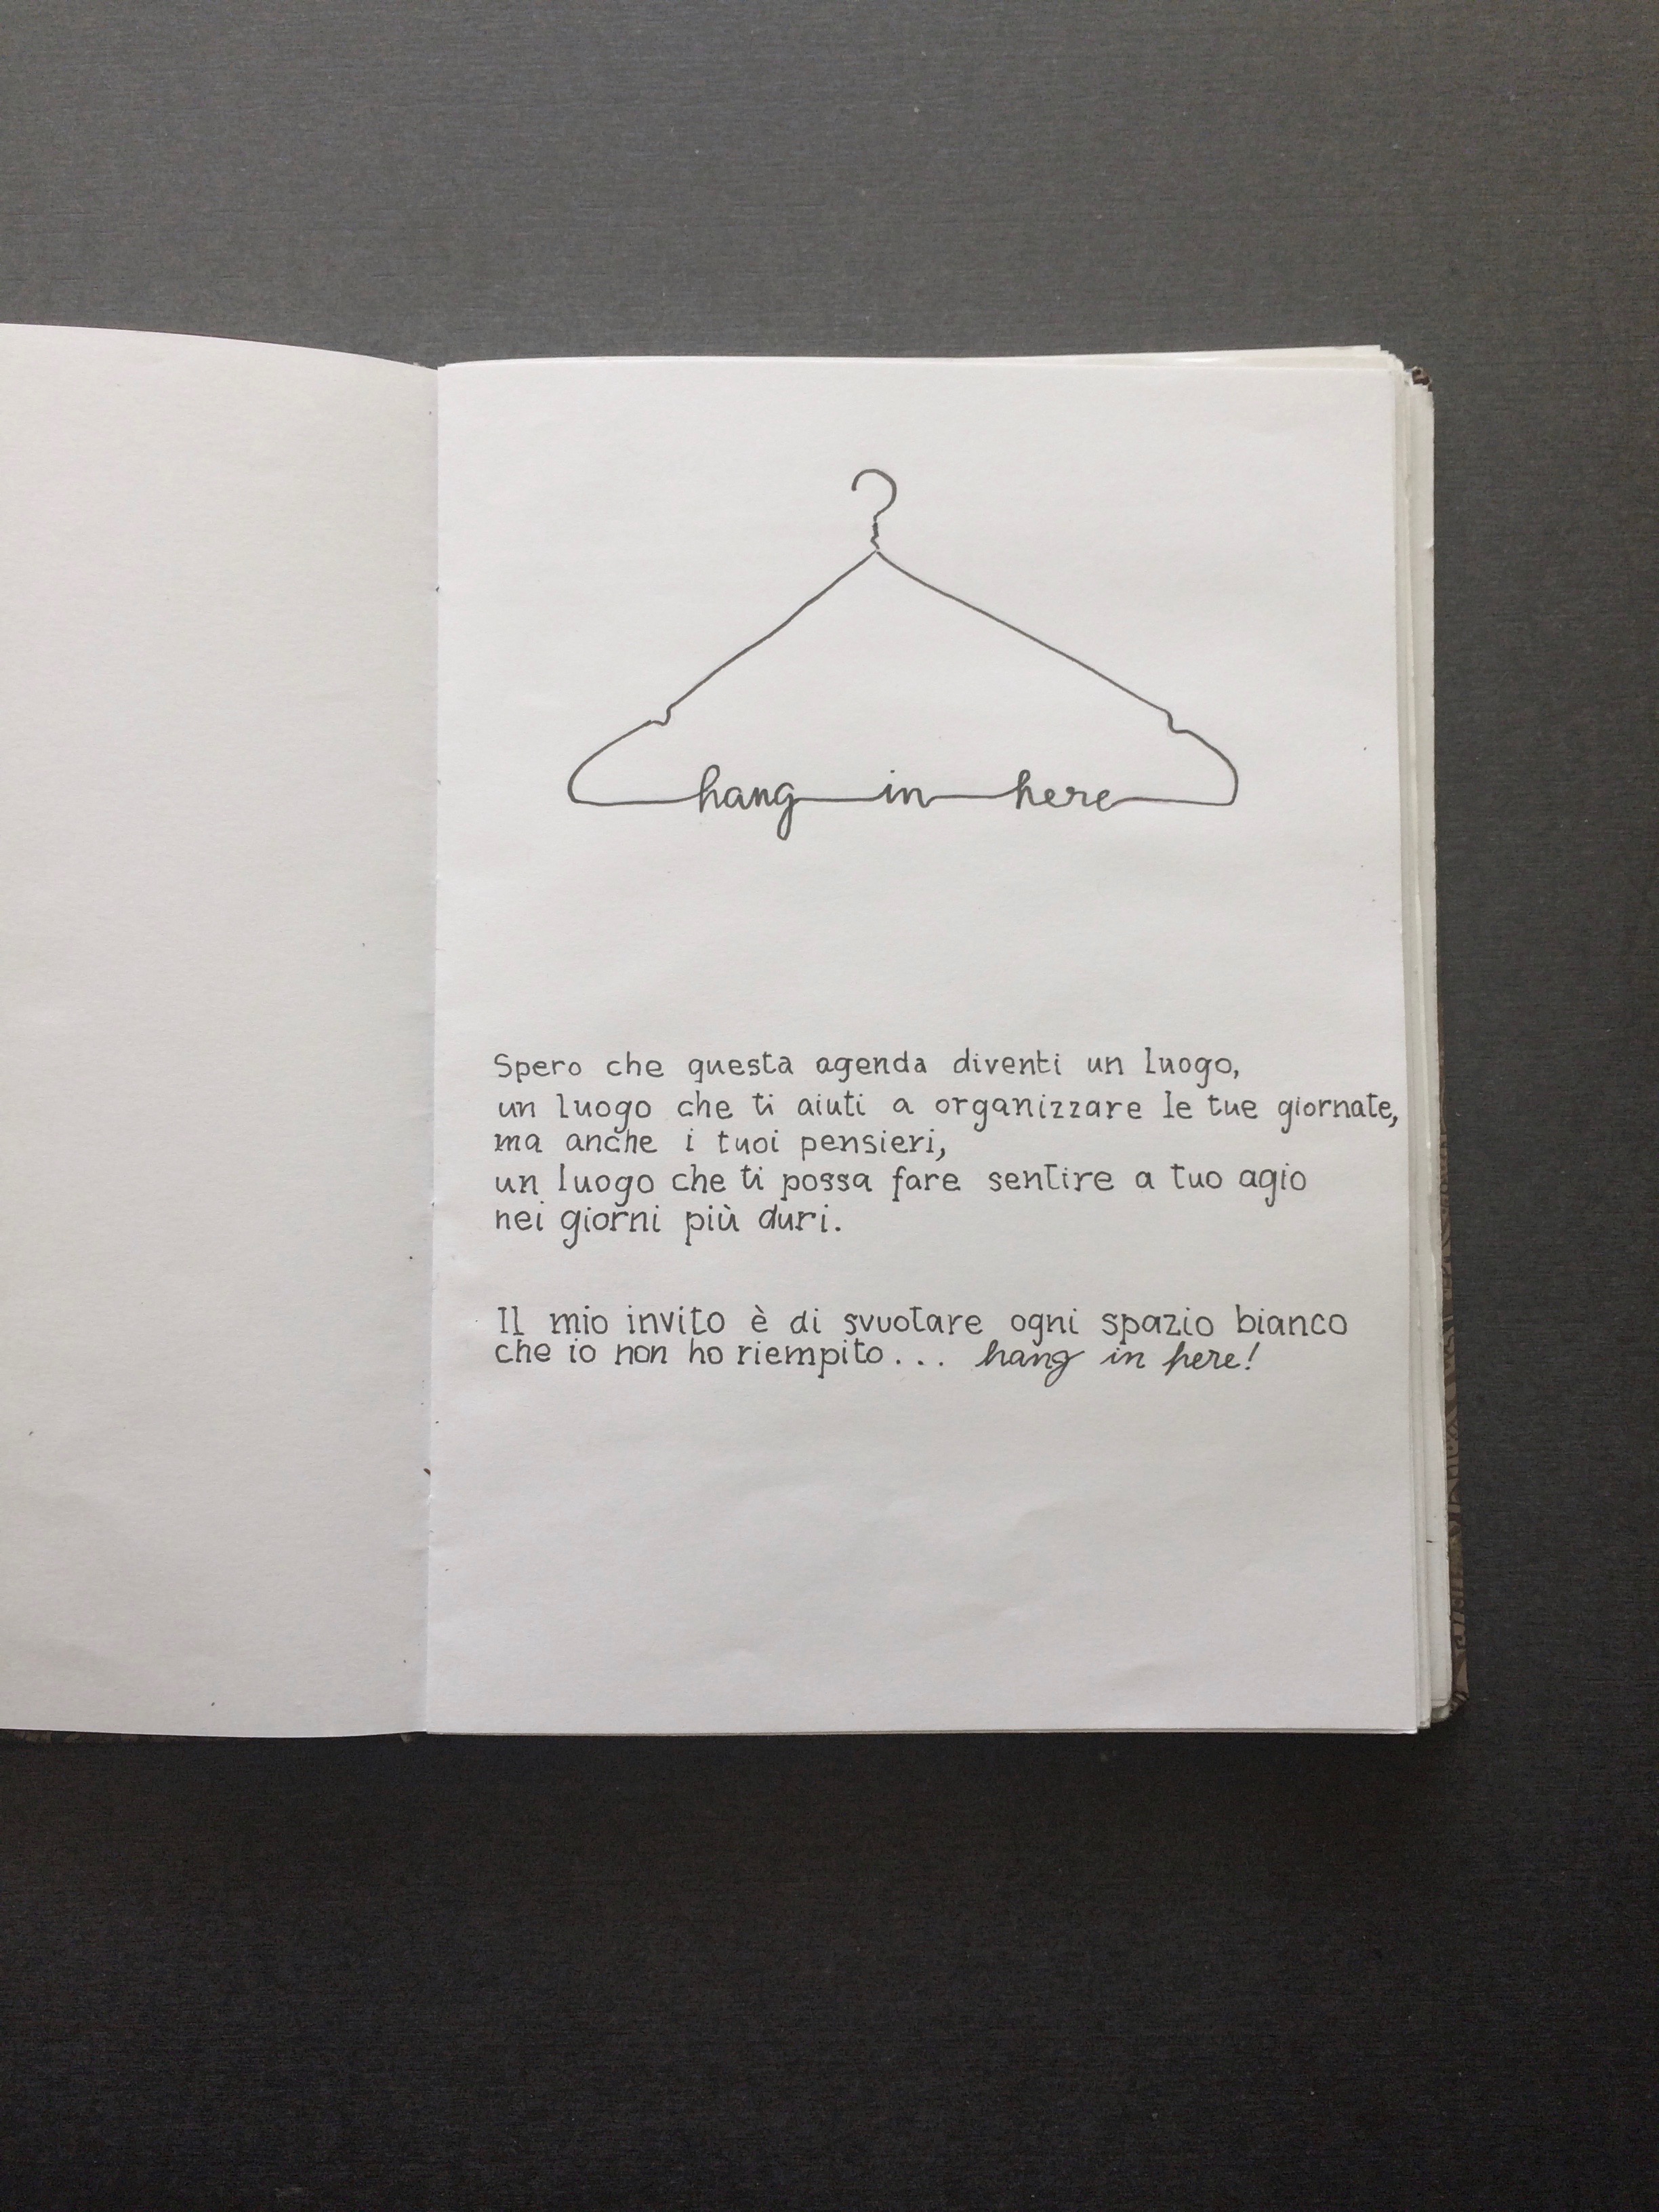 hang in here
Spero che questa agenda diventi un luogo,
un luogo che ti aiuti a organizzare le tue giornate,
ma anche i tuoi pensieri,
un luogo che ti possa fare sentire a tuo agio
nei giorni più duri.
Il mio invito è di svuotare ogni spazio bianco
che io non ho riempito... hang in here!